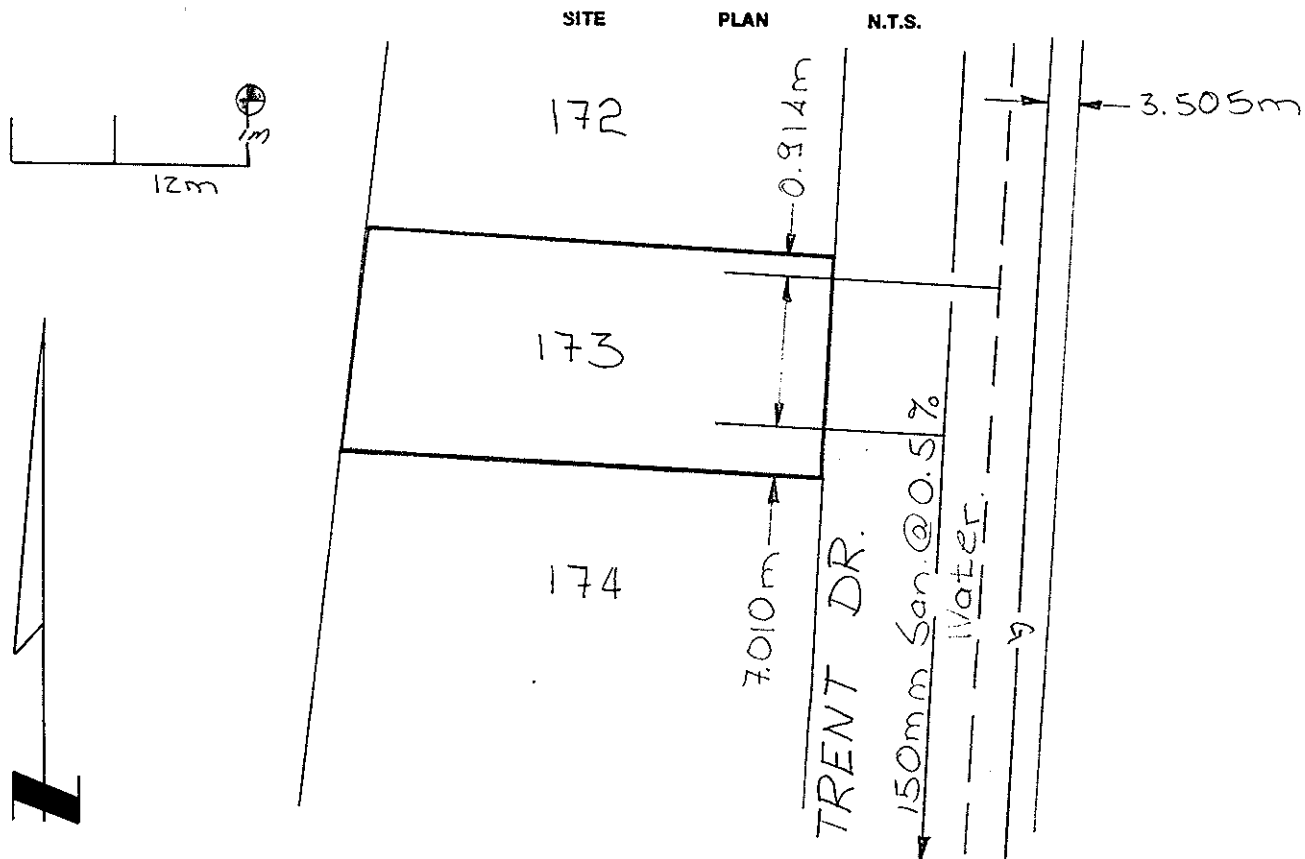 SITE PLAN N.T.S.
172
0.914m
3.505m
1m
12m
173
174
7.010m
TRENT DR.
150mm San. @ 0.5%
Water
G
N